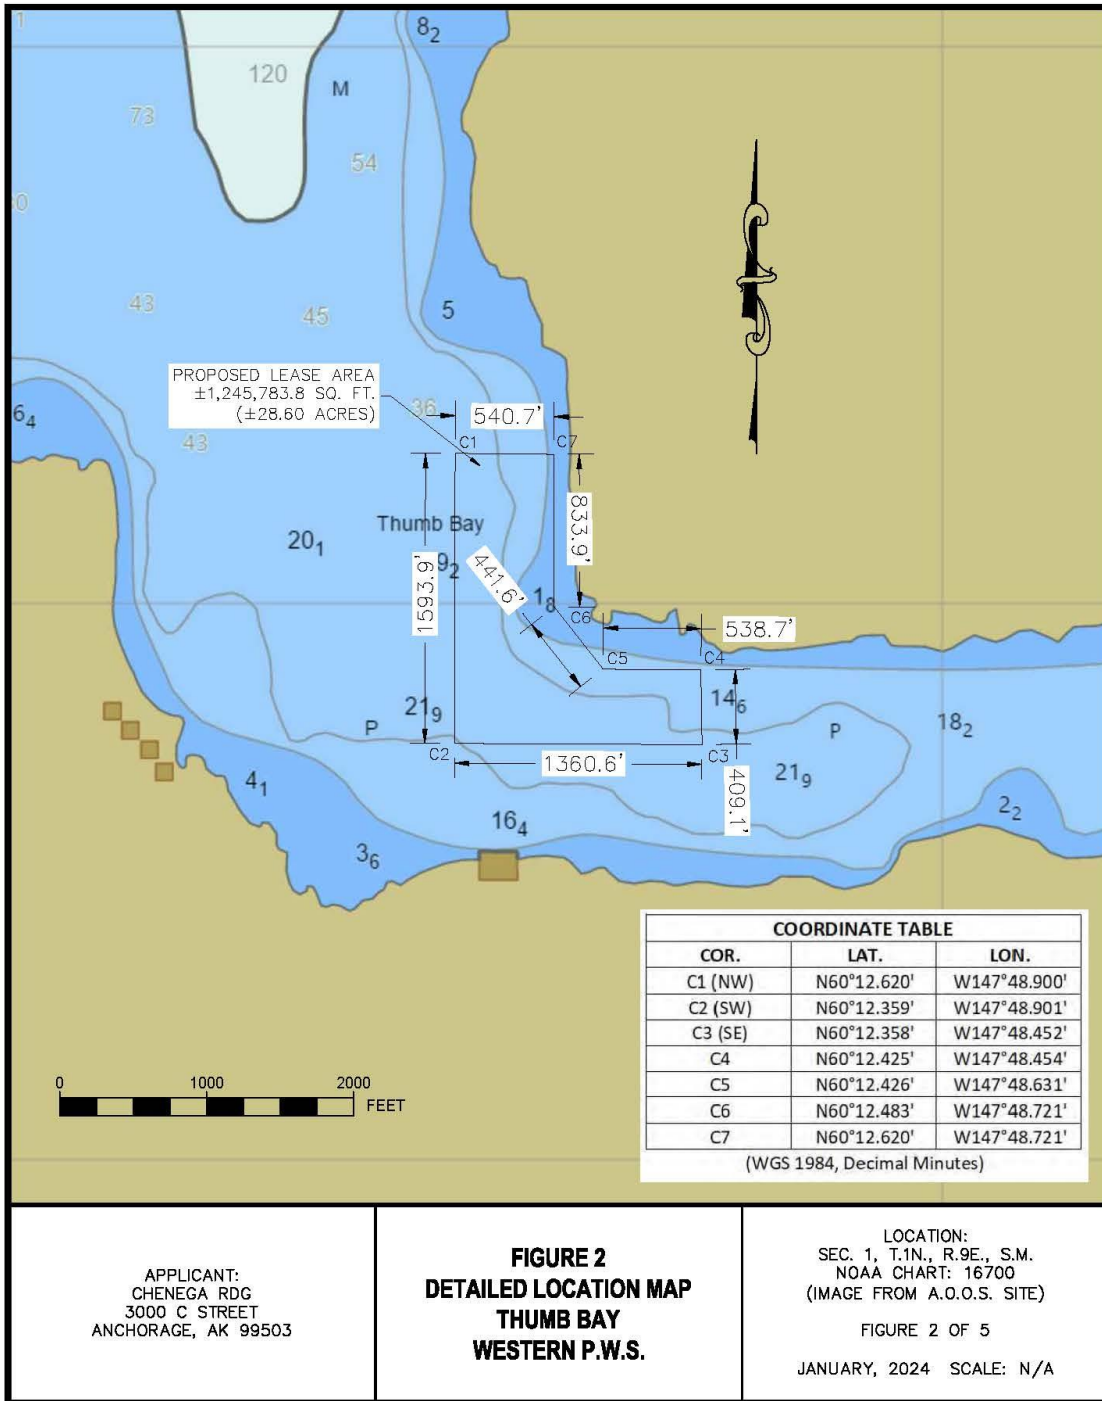 8₂
120
M
73
54
5
43
45
PROPOSED LEASE AREA
±1,245,783.8 SQ. FT.
(±28.60 ACRES)
36
540.7'
6₄
43
C1
C7
833.9'
Thumb Bay
20₁
9₂
1593.9'
441.6'
1₈
C6
538.7'
C5
C4
14₆
21₉
P
P
18₂
C2
C3
1360.6'
409.1'
21₉
4₁
16₄
2₂
3₆
COORDINATE TABLE
COR. LAT. LON.
C1 (NW) N60°12.620' W147°48.900'
C2 (SW) N60°12.359' W147°48.901'
C3 (SE) N60°12.358' W147°48.452'
C4 N60°12.425' W147°48.454'
C5 N60°12.426' W147°48.631'
C6 N60°12.483' W147°48.721'
C7 N60°12.620' W147°48.721'
(WGS 1984, Decimal Minutes)
0 1000 2000
FEET
APPLICANT:
CHENEGA RDG
3000 C STREET
ANCHORAGE, AK 99503
FIGURE 2
DETAILED LOCATION MAP
THUMB BAY
WESTERN P.W.S.
LOCATION:
SEC. 1, T.1N., R.9E., S.M.
NOAA CHART: 16700
(IMAGE FROM A.O.O.S. SITE)
FIGURE 2 OF 5
JANUARY, 2024 SCALE: N/A